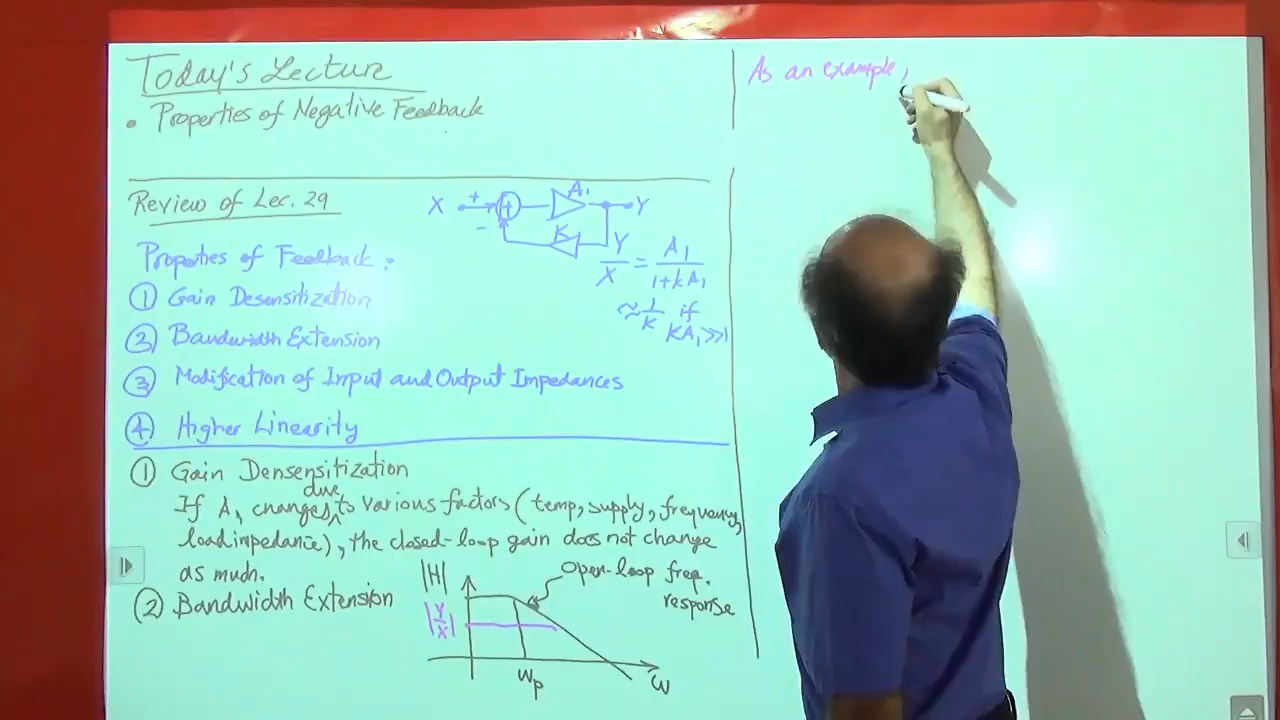 Today's Lecture
• Properties of Negative Feedback
Review of Lec. 29
X + - + A₁ Y
K
Y/X = A₁/(1+KA₁)
≈ 1/K if
KA₁ >> 1
Properties of Feedback:
① Gain Desensitization
② Bandwidth Extension
③ Modification of Input and Output Impedances
④ Higher Linearity
① Gain Densensitization
If A₁ changes due to various factors (temp, supply, frequency,
load impedance), the closed-loop gain does not change
as much.
② Bandwidth Extension
|H|
|Y/X|
Open-loop freq.
response
ωp
ω
As an example,